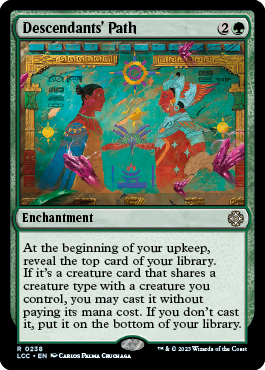 Descendants' Path 2
Enchantment
At the beginning of your upkeep,
reveal the top card of your library.
If it's a creature card that shares a
creature type with a creature you
control, you may cast it without
paying its mana cost. If you don't cast
it, put it on the bottom of your library.
R 0238
LCC • EN Carlos Palma Cruchaga
™ & © 2023 Wizards of the Coast